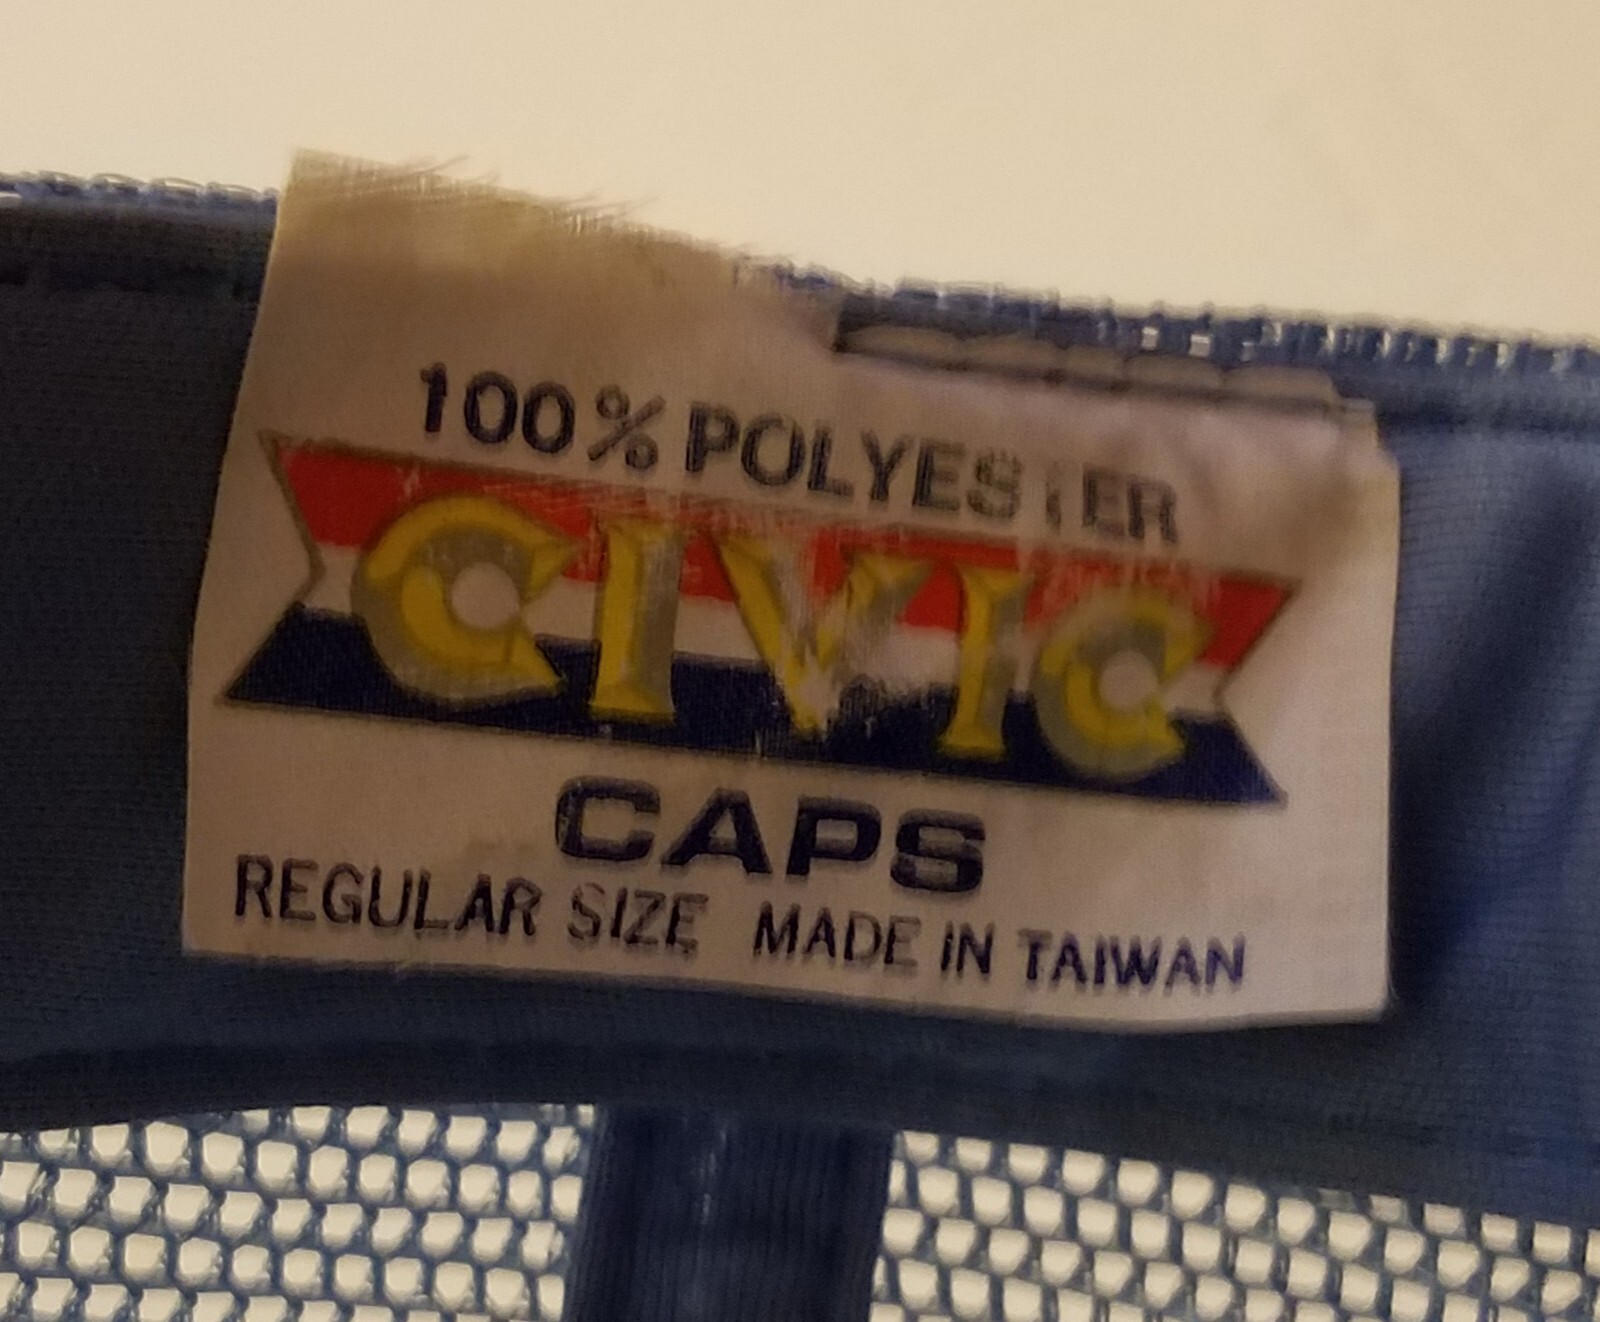 100% POLYESTER
CIVIC
CAPS
REGULAR SIZE MADE IN TAIWAN